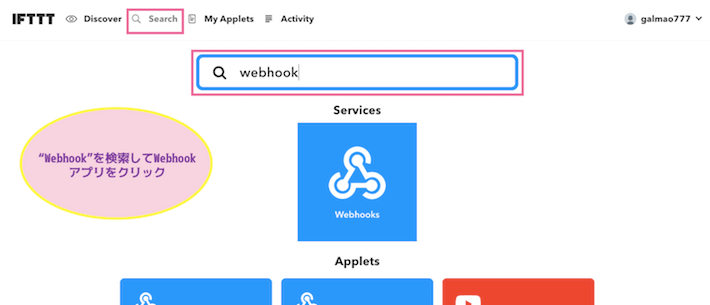 IFTTT Discover Search My Applets Activity galmao777
webhook
Services
Webhooks
“Webhook”を検索してWebhook
アプリをクリック
Applets